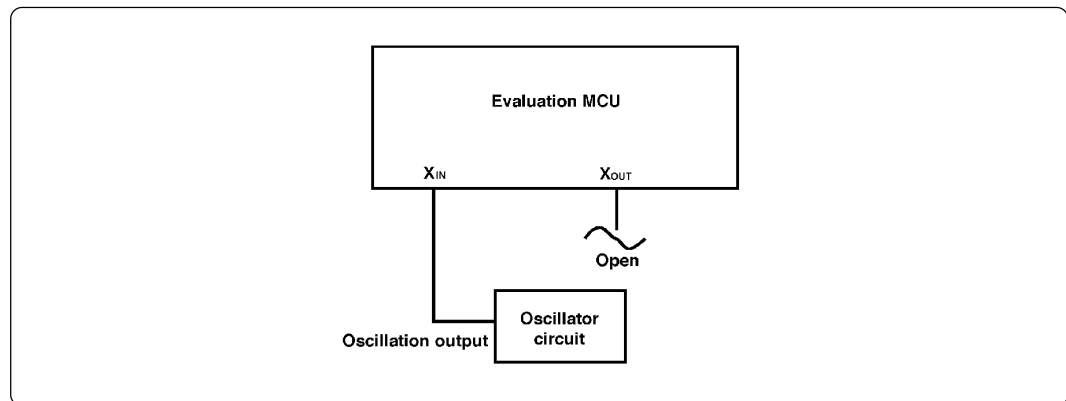 Evaluation MCU
XIN XOUT
Open
Oscillator
circuit
Oscillation output